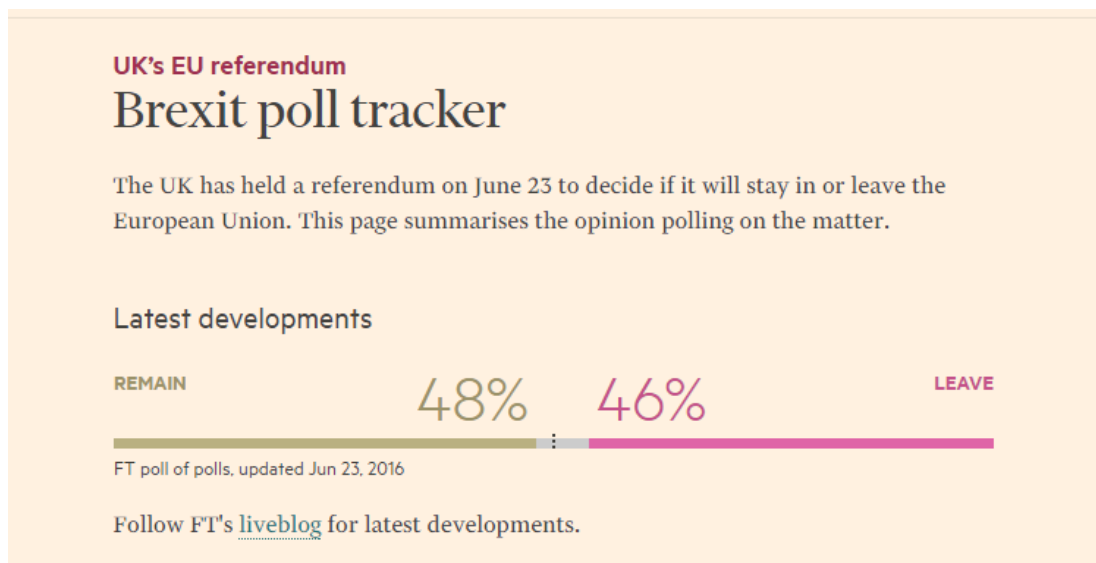 UK's EU referendum
Brexit poll tracker
The UK has held a referendum on June 23 to decide if it will stay in or leave the
European Union. This page summarises the opinion polling on the matter.
Latest developments
REMAIN 48% 46% LEAVE
FT poll of polls, updated Jun 23, 2016
Follow FT's liveblog for latest developments.